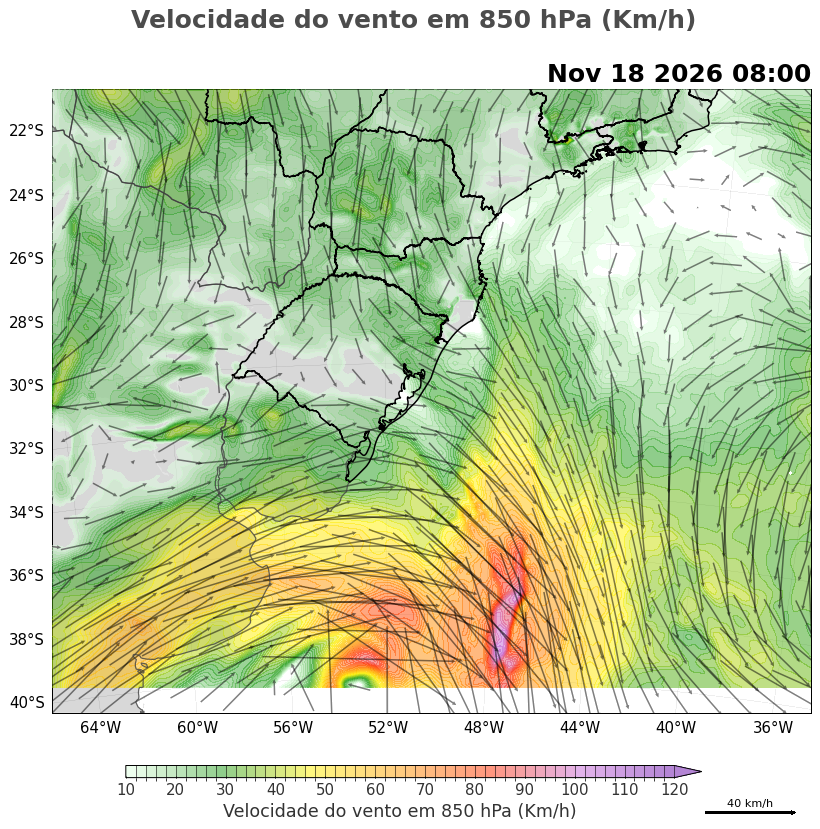 Velocidade do vento em 850 hPa (Km/h)
Nov 18 2026 08:00
22°S
24°S
26°S
28°S
30°S
32°S
34°S
36°S
38°S
40°S
64°W 60°W 56°W 52°W 48°W 44°W 40°W 36°W
10 20 30 40 50 60 70 80 90 100 110 120
Velocidade do vento em 850 hPa (Km/h)
40 km/h